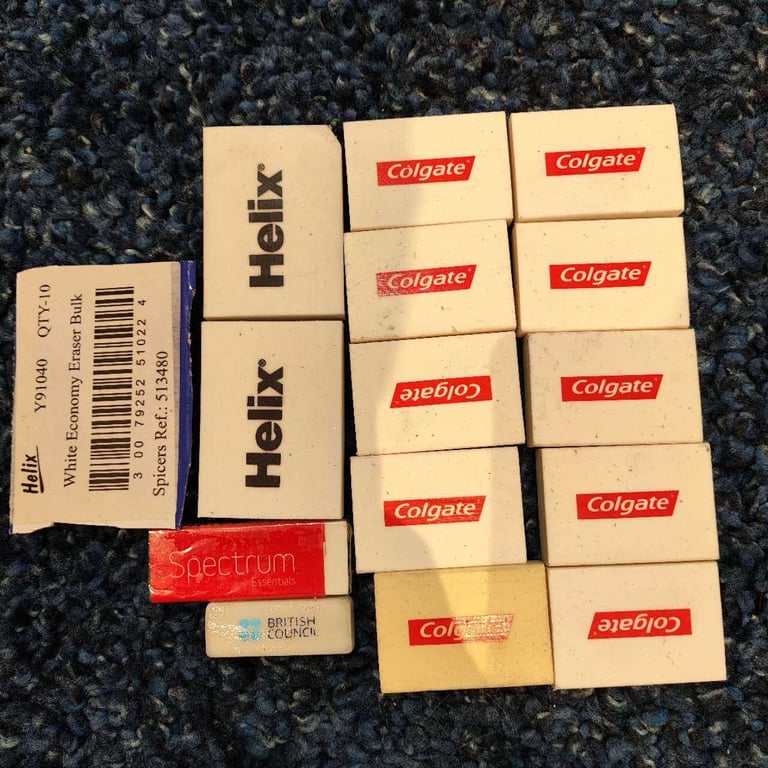 Helix Y91040 QTY-10
White Economy Eraser Bulk
3 00 79252 51022 4
Spicers Ref.: 513480
Helix®
Helix®
Spectrum
Essentials
BRITISH
COUNCIL
Colgate
Colgate
Colgate
Colgate
Colgate
Colgate
Colgate
Colgate
Colgate
Colgate